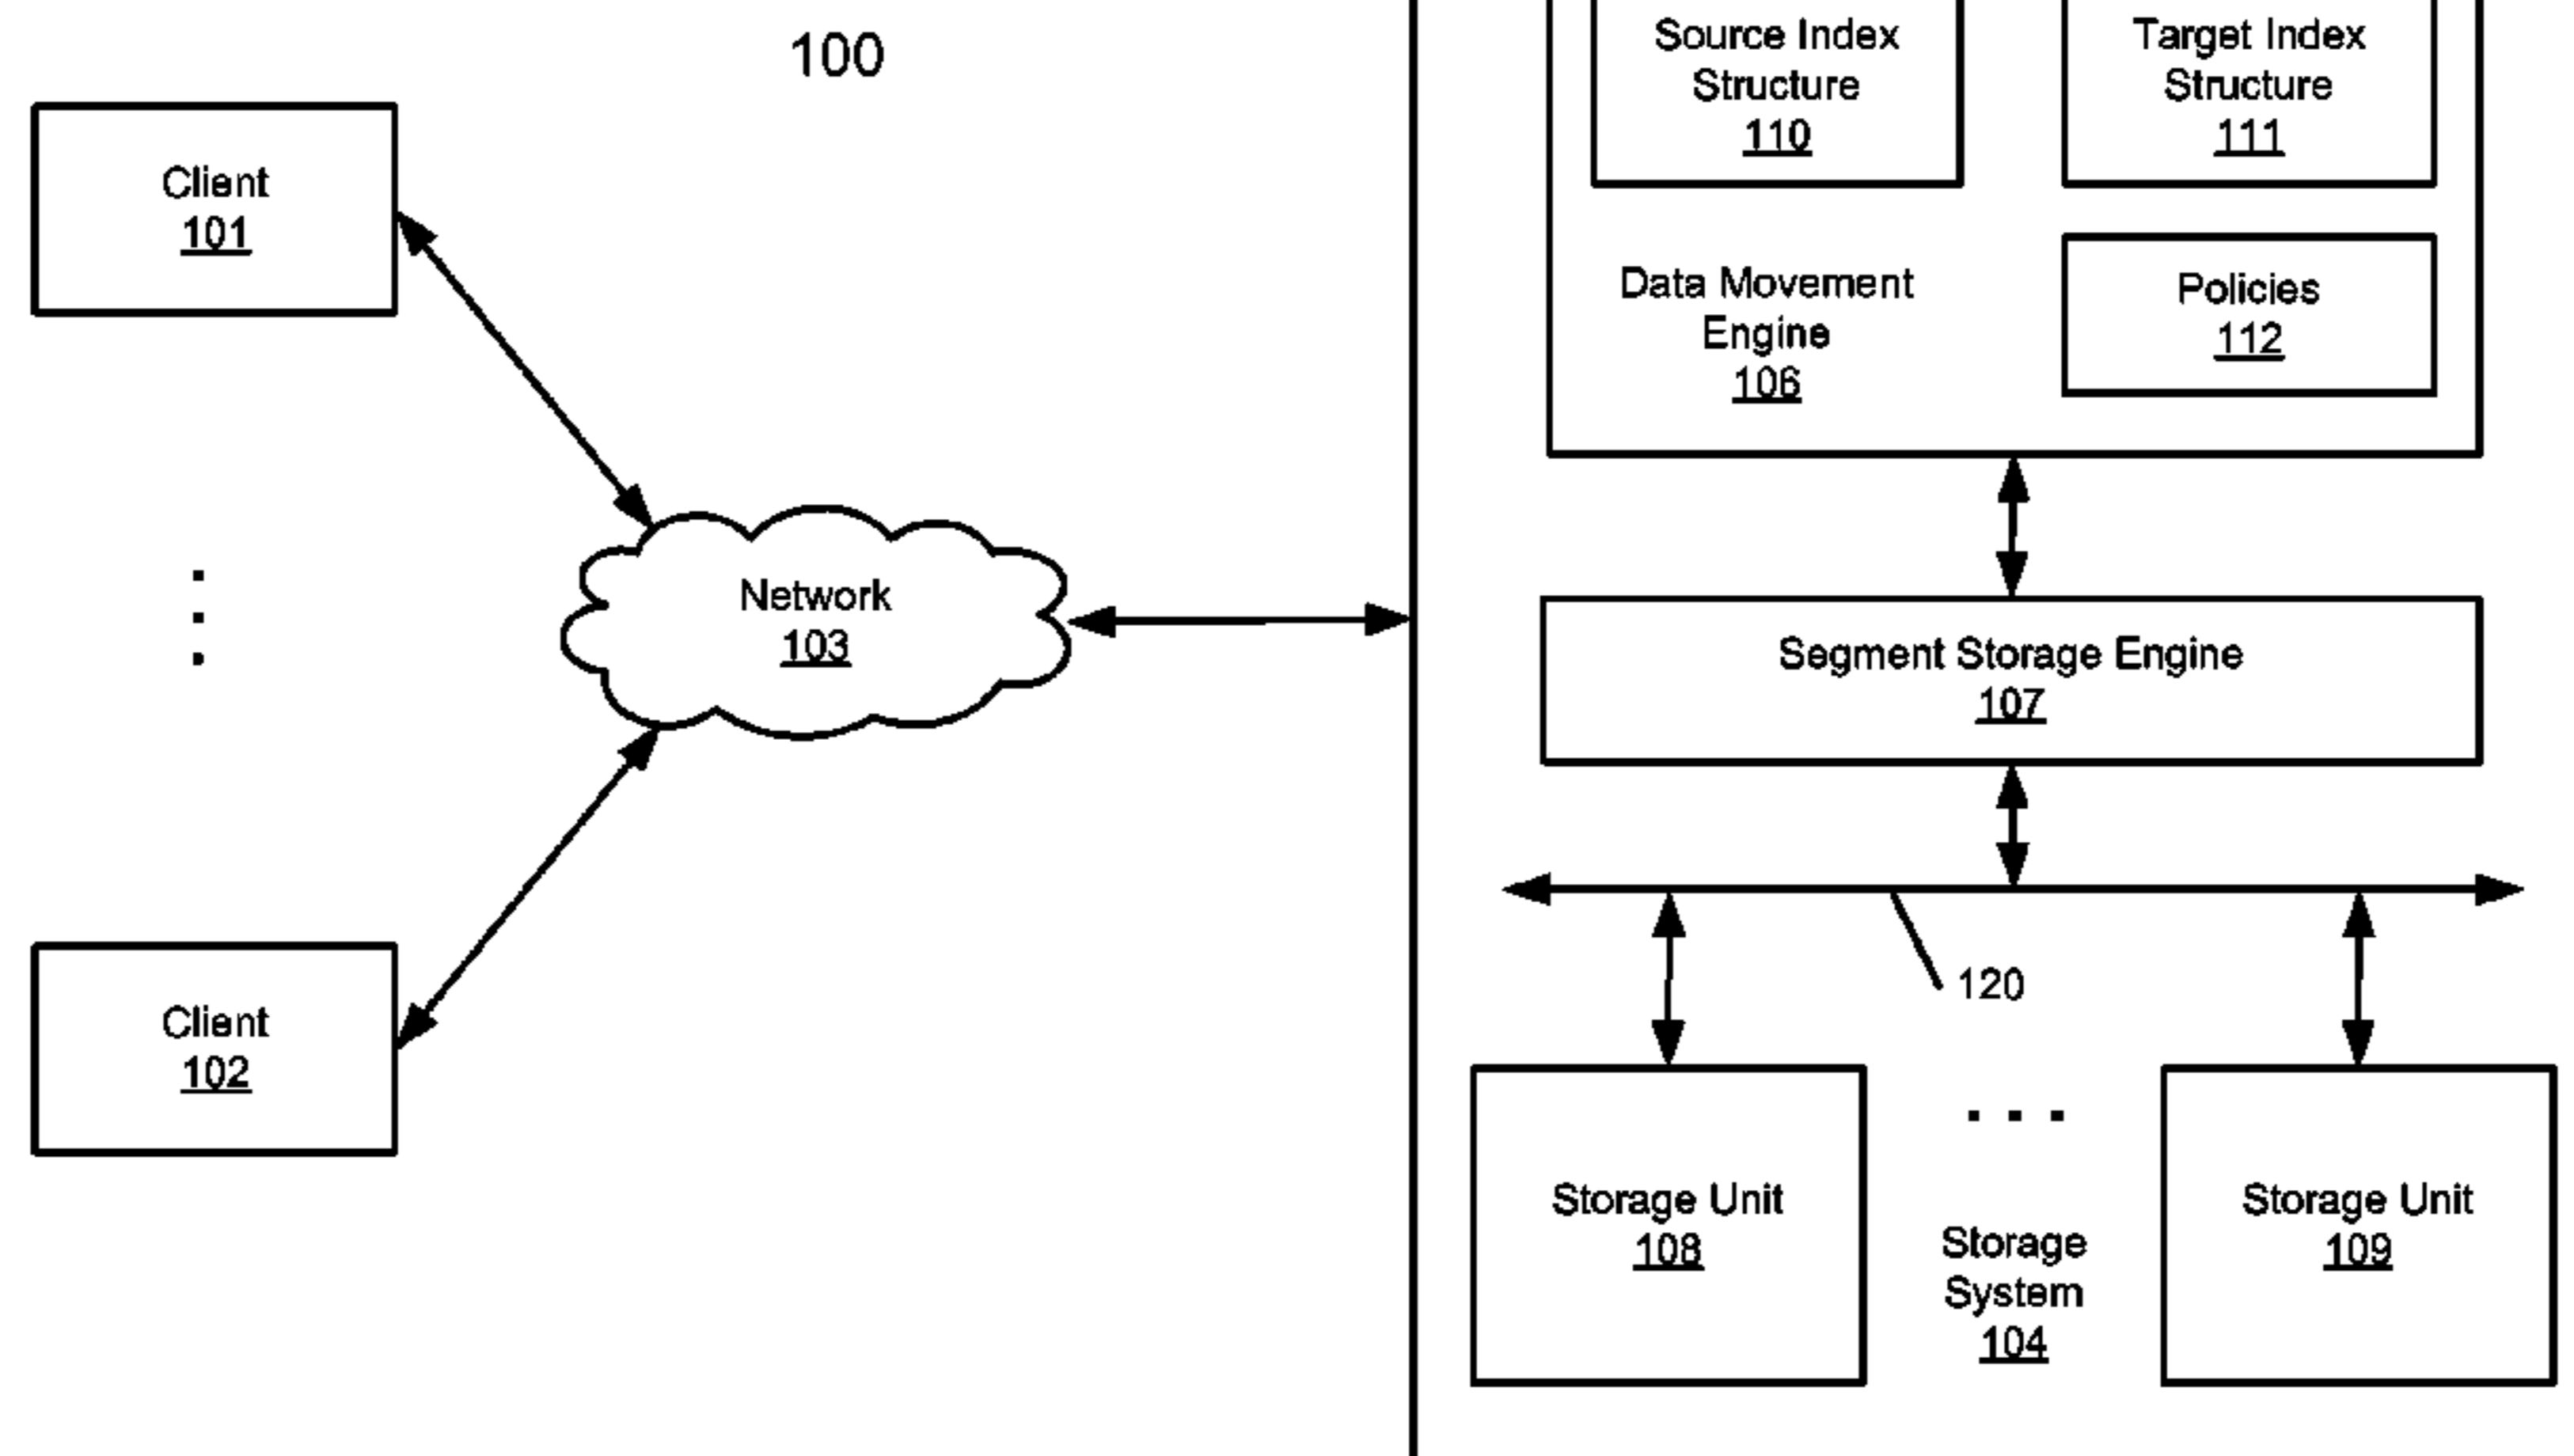 100
Client
101
Client
102
Network
103
Source Index
Structure
110
Target Index
Structure
111
Data Movement
Engine
106
Policies
112
Segment Storage Engine
107
120
Storage Unit
108
Storage
System
104
Storage Unit
109